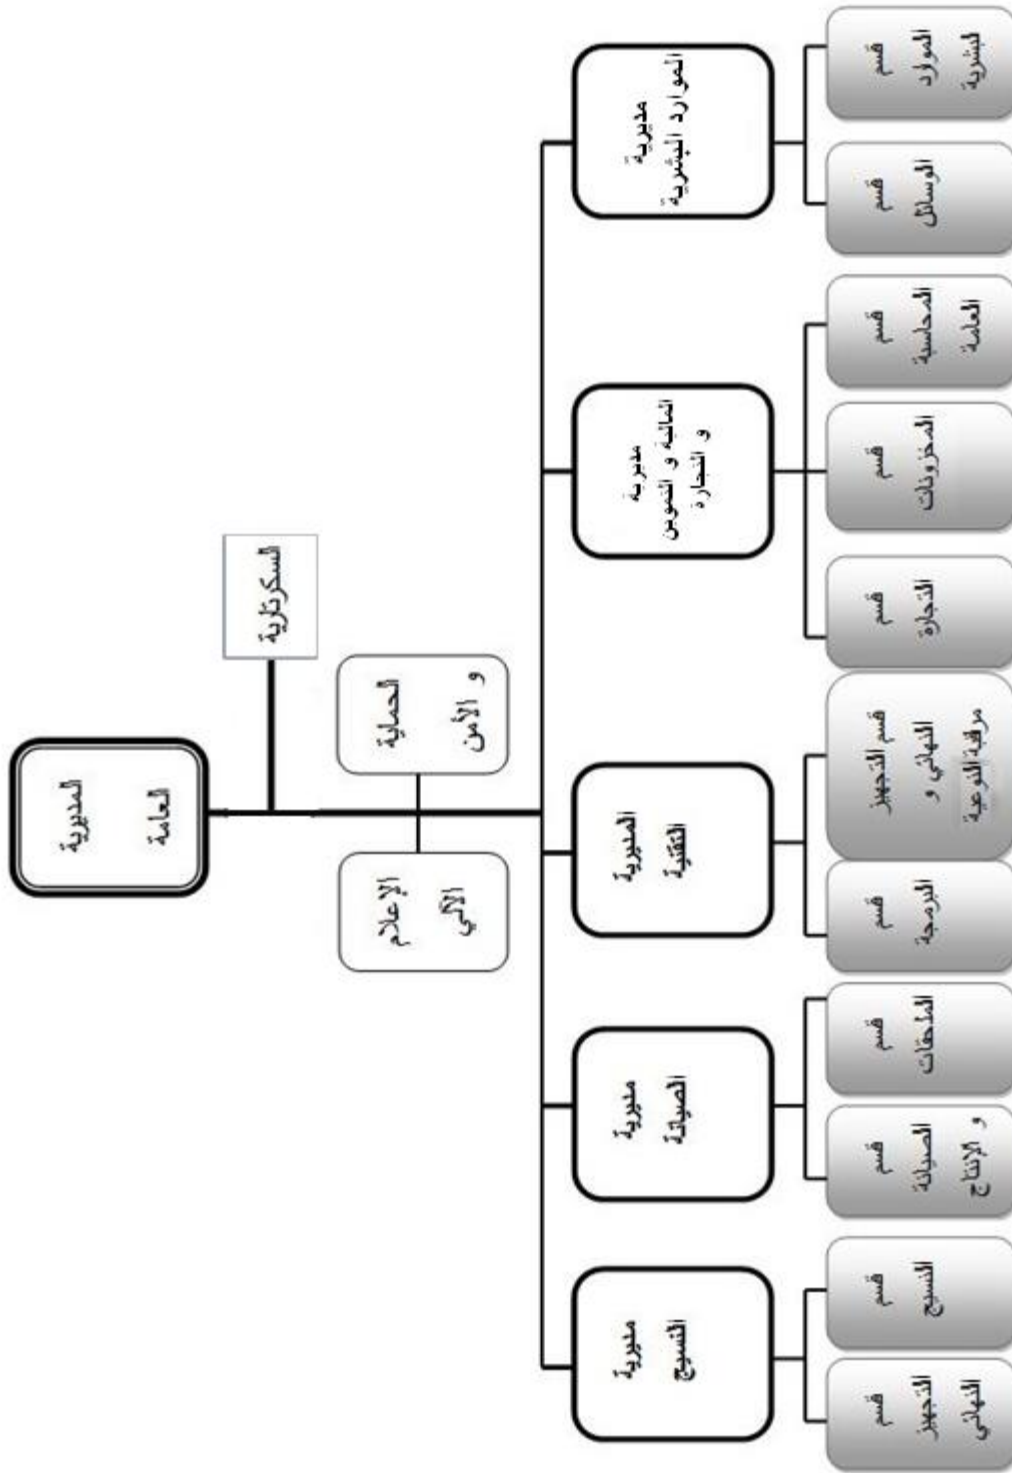 المديرية
العامة
السكرتارية
الحماية
و الأمن
الإعلام
الآلي
مديرية
الموارد البشرية
مديرية
المالية و التموين
و التجارة
المديرية
التقنية
مديرية
الصيانة
مديرية
النسيج
قسم
الموارد
البشرية
قسم
الوسائل
قسم
المحاسبة
العامة
قسم
المخزونات
قسم
التجارة
قسم التجهيز
النهائي و
مرقبة النوعية
قسم
البرمجة
قسم
الملحقات
قسم
الصيانة
و الإنتاج
قسم
النسيج
قسم
التجهيز
النهائي